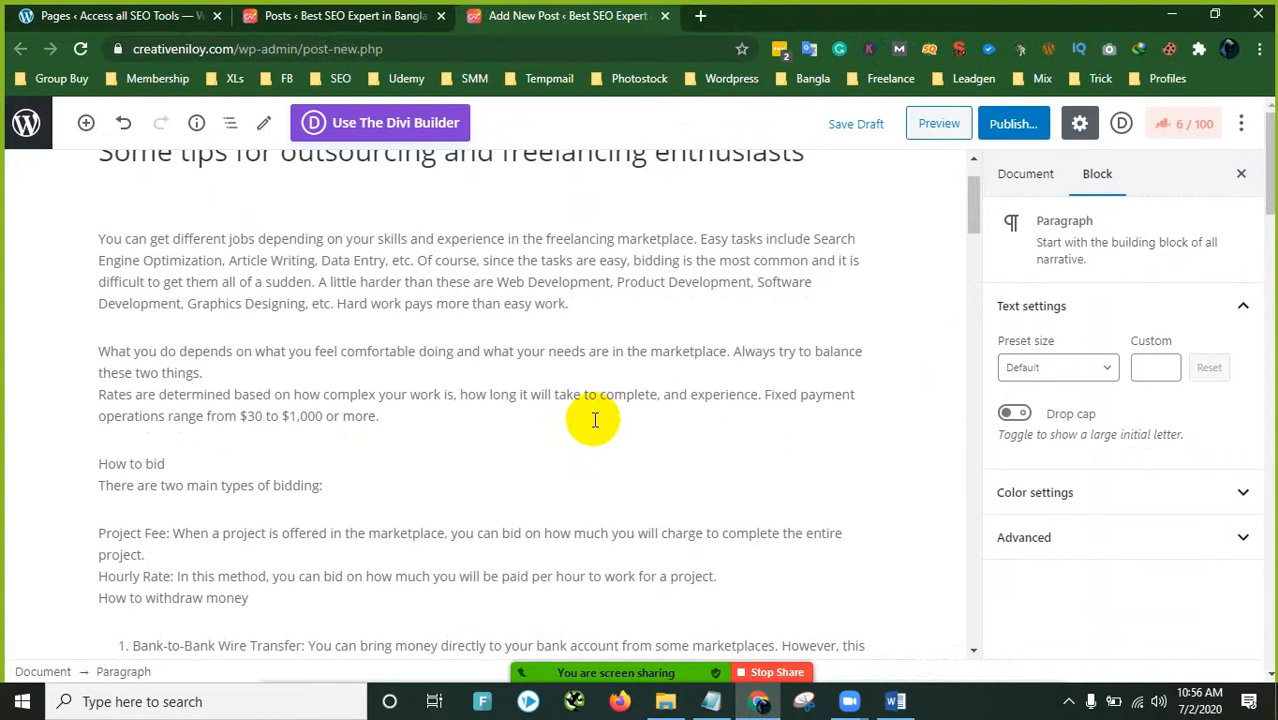 Pages ‹ Access all SEO Tools — W
Posts ‹ Best SEO Expert in Bangla
Add New Post ‹ Best SEO Expert
creativeniloy.com/wp-admin/post-new.php
2
Group Buy
Membership
XLs
FB
SEO
Udemy
SMM
Tempmail
Photostock
Wordpress
Bangla
Freelance
Leadgen
Mix
Trick
Profiles
Use The Divi Builder
Save Draft
Preview
Publish...
6 / 100
Some tips for outsourcing and freelancing enthusiasts
You can get different jobs depending on your skills and experience in the freelancing marketplace. Easy tasks include Search
Engine Optimization, Article Writing, Data Entry, etc. Of course, since the tasks are easy, bidding is the most common and it is
difficult to get them all of a sudden. A little harder than these are Web Development, Product Development, Software
Development, Graphics Designing, etc. Hard work pays more than easy work.
What you do depends on what you feel comfortable doing and what your needs are in the marketplace. Always try to balance
these two things.
Rates are determined based on how complex your work is, how long it will take to complete, and experience. Fixed payment
operations range from $30 to $1,000 or more.
How to bid
There are two main types of bidding:
Project Fee: When a project is offered in the marketplace, you can bid on how much you will charge to complete the entire
project.
Hourly Rate: In this method, you can bid on how much you will be paid per hour to work for a project.
How to withdraw money
1. Bank-to-Bank Wire Transfer: You can bring money directly to your bank account from some marketplaces. However, this
Document
Block
Paragraph
Start with the building block of all
narrative.
Text settings
Preset size
Custom
Default
Reset
Drop cap
Toggle to show a large initial letter.
Color settings
Advanced
Document → Paragraph
You are screen sharing
Stop Share
Type here to search
10:56 AM
7/2/2020